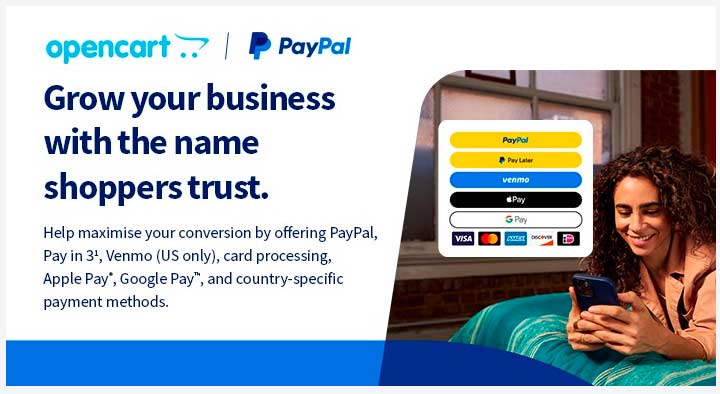 opencart | PayPal
Grow your business
with the name
shoppers trust.
Help maximise your conversion by offering PayPal,
Pay in 3¹, Venmo (US only), card processing,
Apple Pay*, Google Pay™, and country-specific
payment methods.
PayPal
Pay Later
venmo
Pay
G Pay
VISA mastercard AMEX DISCOVER iDEAL